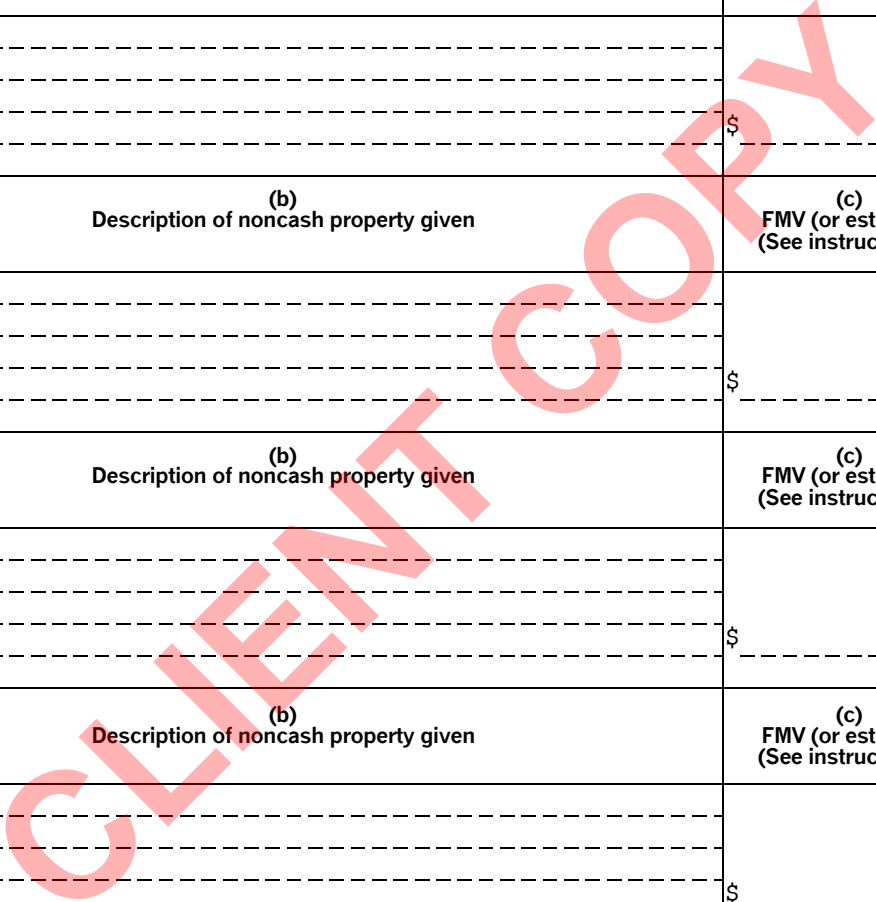 $
(b)
Description of noncash property given
(c)
FMV (or est
(See instruc
$
(b)
Description of noncash property given
(c)
FMV (or est
(See instruc
$
(b)
Description of noncash property given
(c)
FMV (or est
(See instruc
$
CLIENT COPY